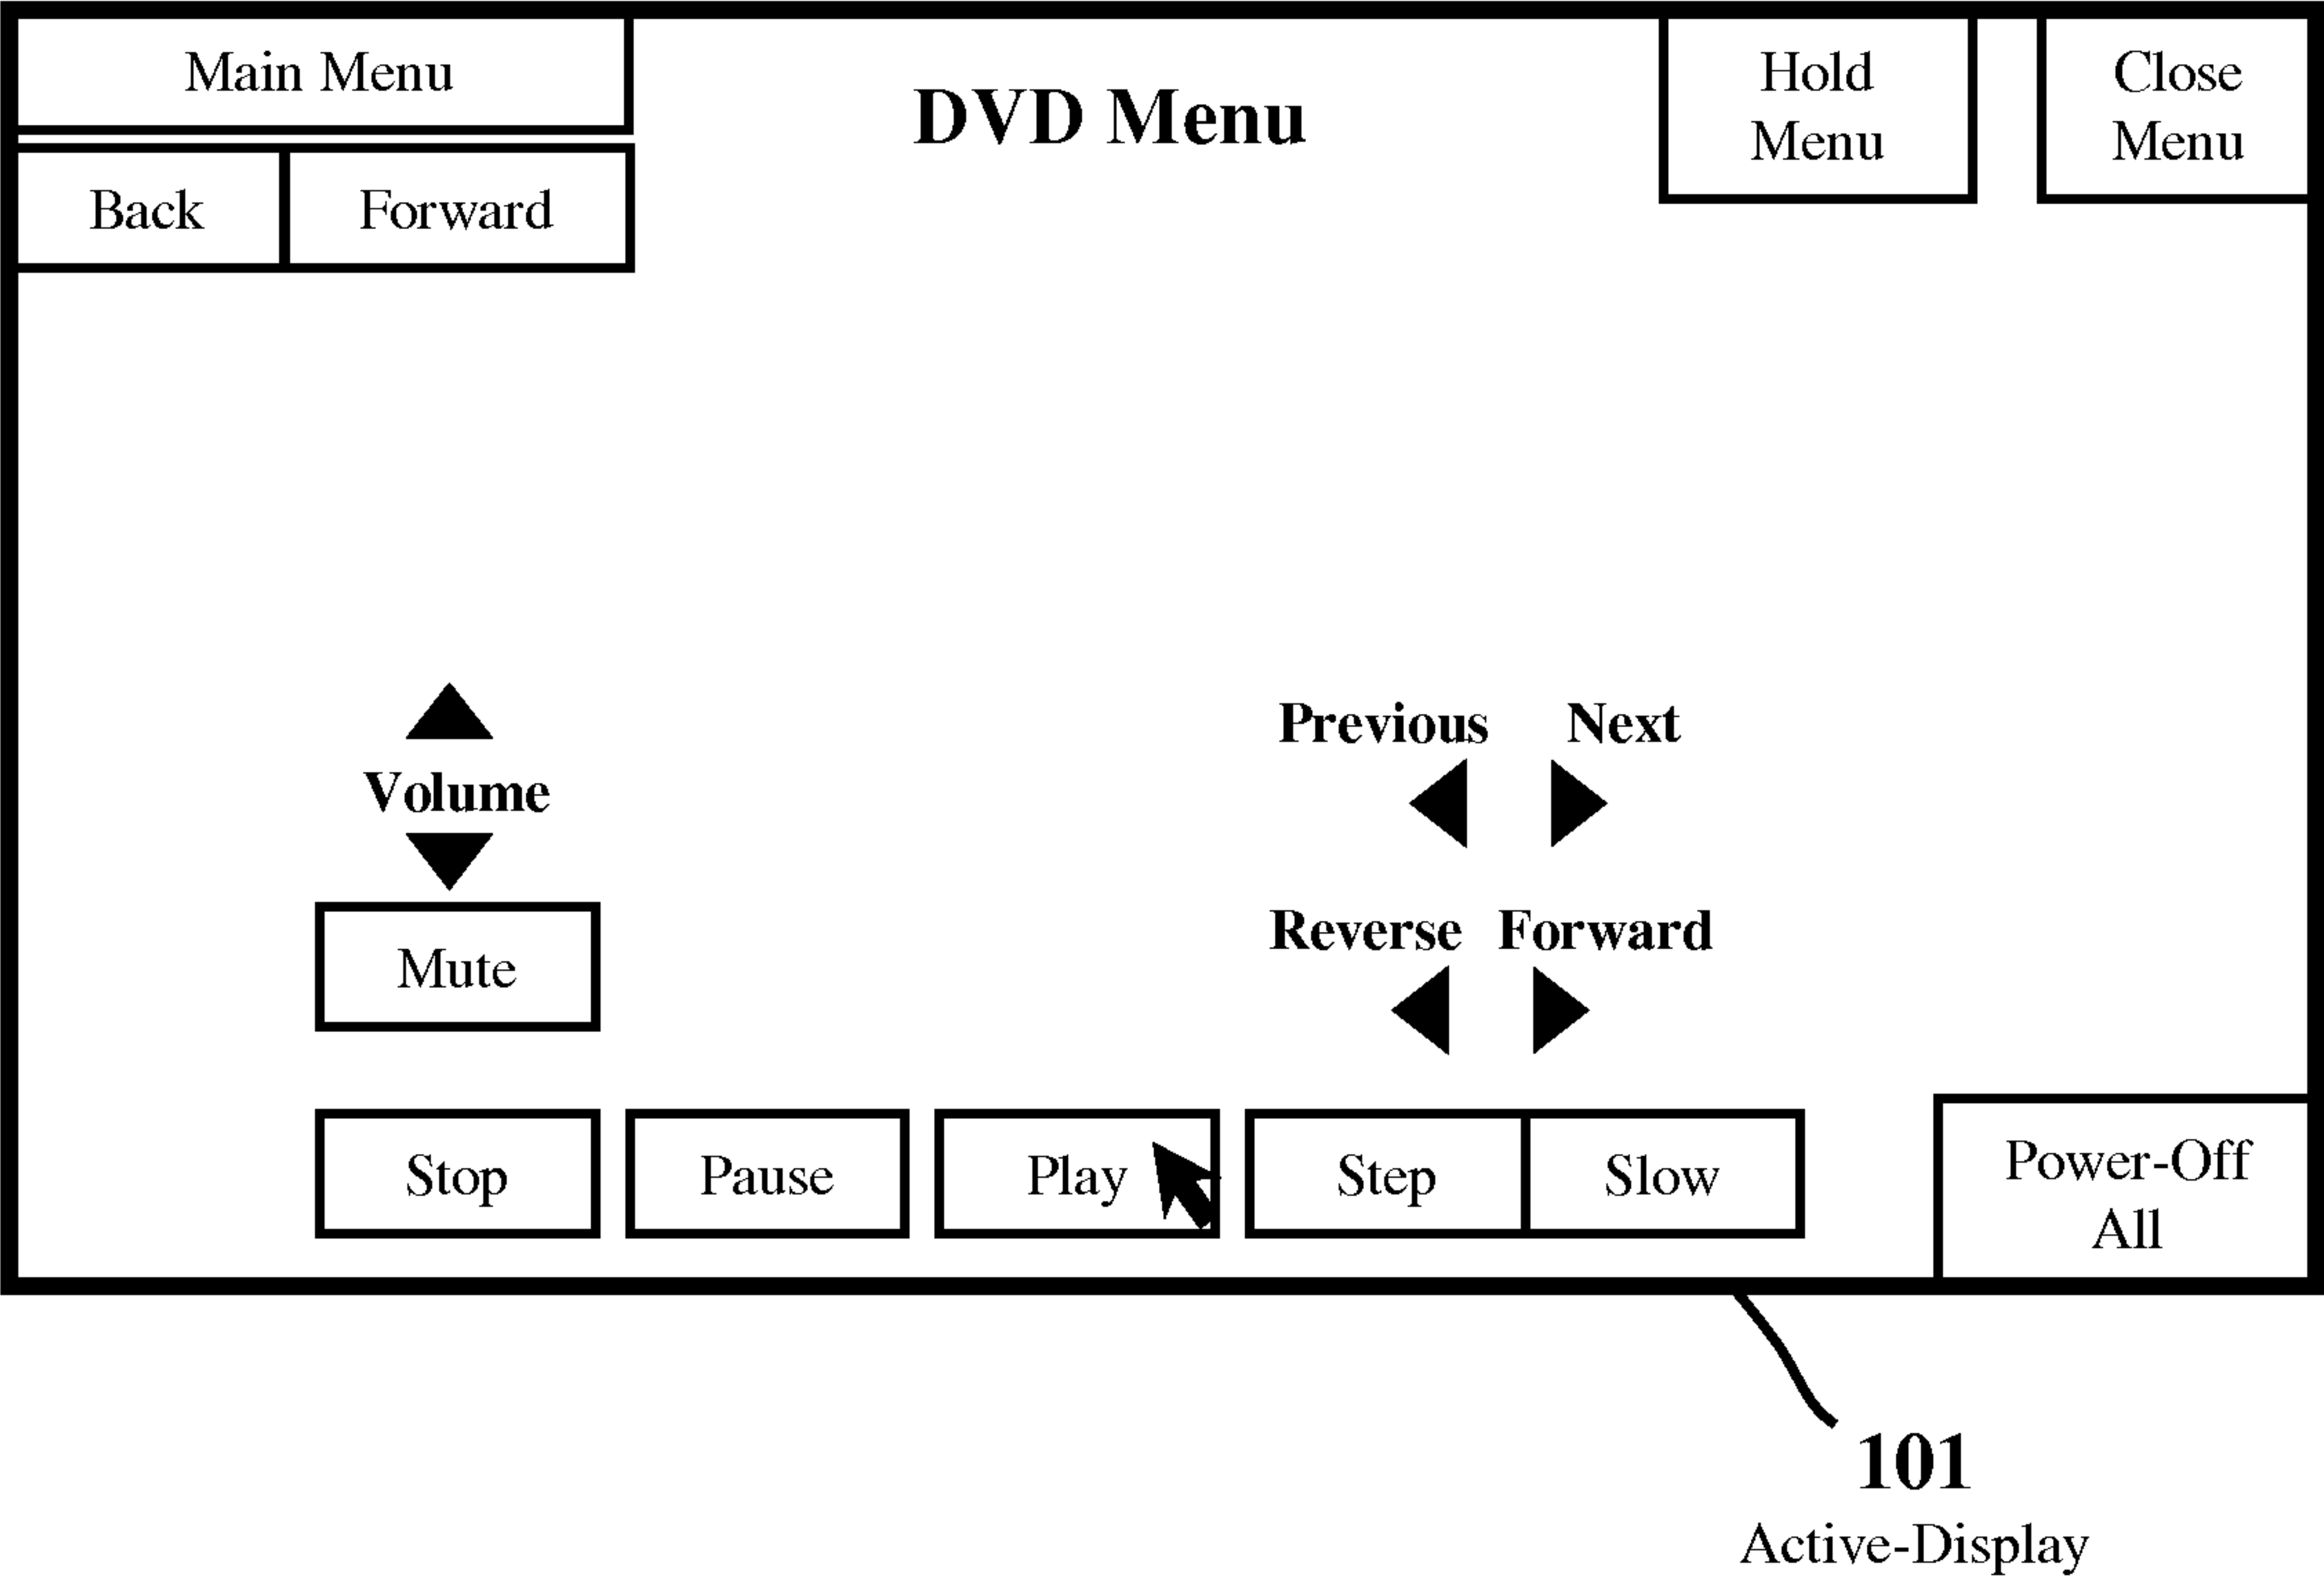 Main Menu
DVD Menu
Hold
Menu
Close
Menu
Back
Forward
Volume
Mute
Previous
Next
Reverse
Forward
Stop
Pause
Play
Step
Slow
Power-Off
All
101
Active-Display